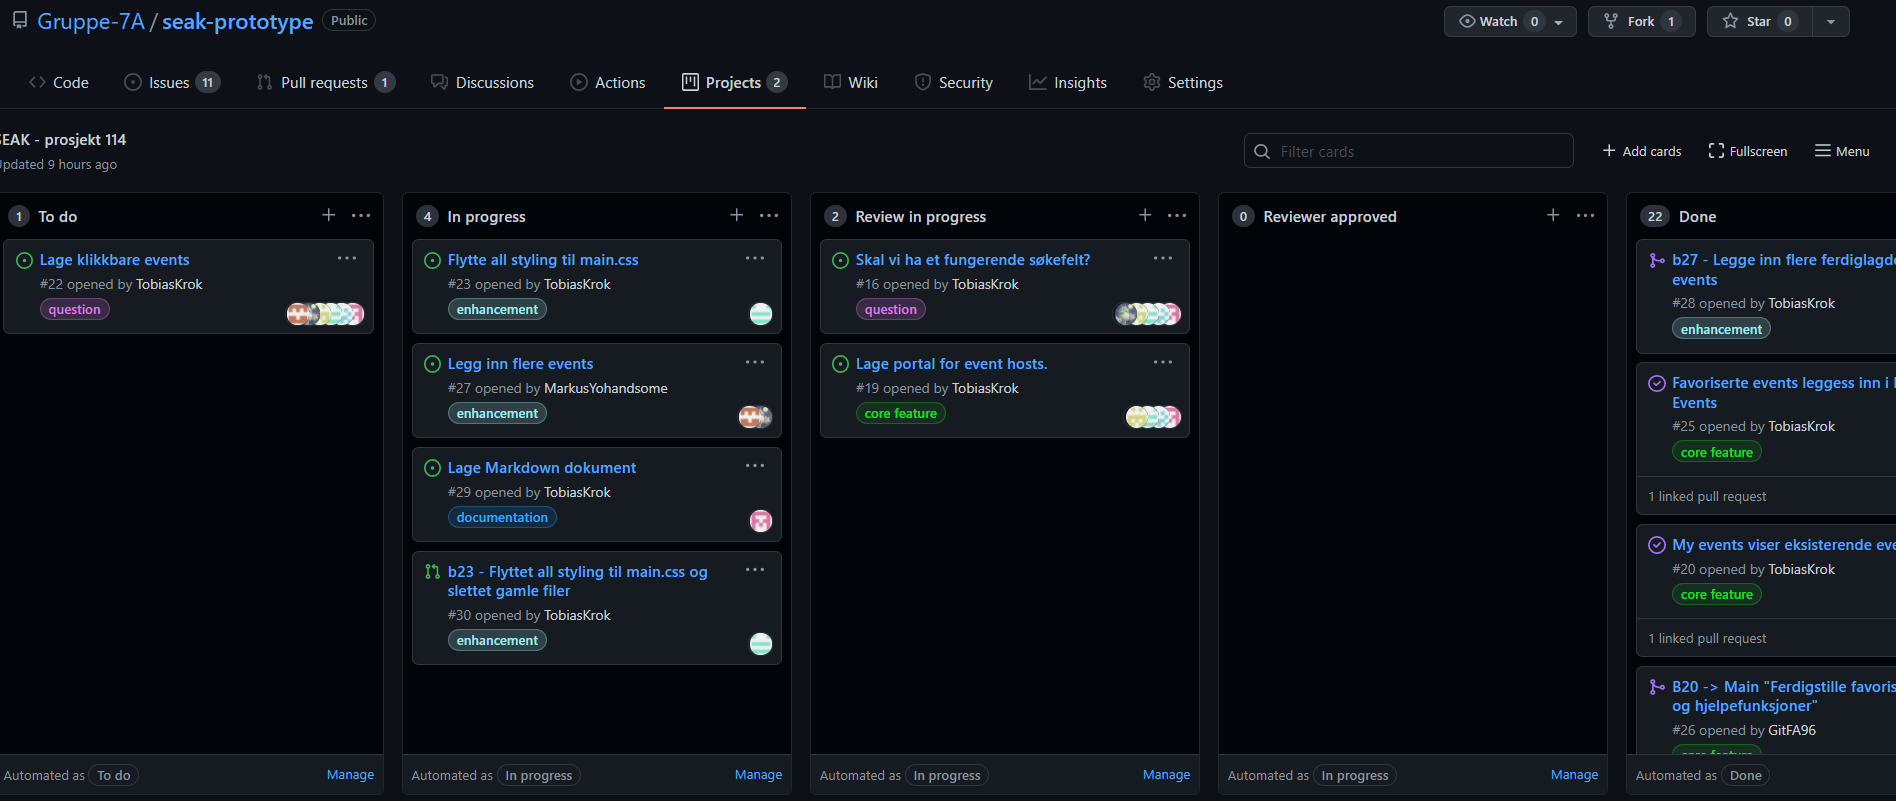 Gruppe-7A / seak-prototype Public
Watch 0 Fork 1 Star 0
Code Issues 11 Pull requests 1 Discussions Actions Projects 2 Wiki Security Insights Settings
SEAK - prosjekt 114
Updated 9 hours ago
Filter cards
Add cards Fullscreen Menu
1 To do
Lage klikkbare events
#22 opened by TobiasKrok
question
Automated as To do Manage
4 In progress
Flytte all styling til main.css
#23 opened by TobiasKrok
enhancement
Legg inn flere events
#27 opened by MarkusYohandsome
enhancement
Lage Markdown dokument
#29 opened by TobiasKrok
documentation
b23 - Flyttet all styling til main.css og
slettet gamle filer
#30 opened by TobiasKrok
enhancement
Automated as In progress Manage
2 Review in progress
Skal vi ha et fungerende søkefelt?
#16 opened by TobiasKrok
question
Lage portal for event hosts.
#19 opened by TobiasKrok
core feature
Automated as In progress Manage
0 Reviewer approved
Automated as In progress Manage
22 Done
b27 - Legge inn flere ferdiglagde
events
#28 opened by TobiasKrok
enhancement
Favoriserte events leggess inn i
Events
#25 opened by TobiasKrok
core feature
1 linked pull request
My events viser eksisterende eve
#20 opened by TobiasKrok
core feature
1 linked pull request
B20 -> Main "Ferdigstille favoris
og hjelpefunksjoner"
#26 opened by GitFA96
core feature
Automated as Done